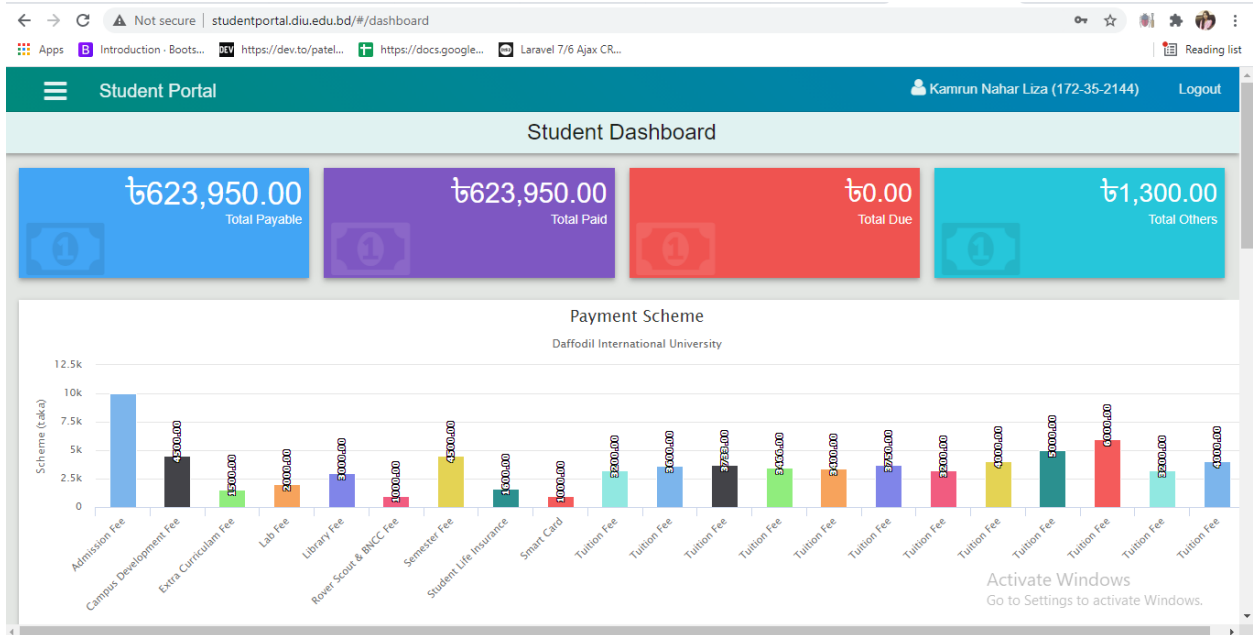 Not secure | studentportal.diu.edu.bd/#/dashboard
Apps B Introduction - Boots... DEV https://dev.to/patel... https://docs.google... Laravel 7/6 Ajax CR... Reading list
Student Portal Kamrun Nahar Liza (172-35-2144) Logout
Student Dashboard
৳623,950.00 ৳623,950.00 ৳0.00 ৳1,300.00
Total Payable Total Paid Total Due Total Others
1 1 1 1
Payment Scheme
Daffodil International University
Scheme (taka)
12.5k
10k
7.5k
5k
2.5k
0
4500.00 1500.00 2000.00 3000.00 1000.00 4500.00 1600.00 1000.00 3200.00 3600.00 3733.00 3486.00 3400.00 3750.00 3200.00 4000.00 5000.00 6000.00 3200.00 4000.00
Admission Fee Campus Development Fee Extra Curriculam Fee Lab Fee Library Fee Rover Scout & BNCC Fee Semester Fee Student Life Insurance Smart Card Tuition Fee Tuition Fee Tuition Fee Tuition Fee Tuition Fee Tuition Fee Tuition Fee Tuition Fee Tuition Fee Tuition Fee Tuition Fee Tuition Fee
Activate Windows
Go to Settings to activate Windows.